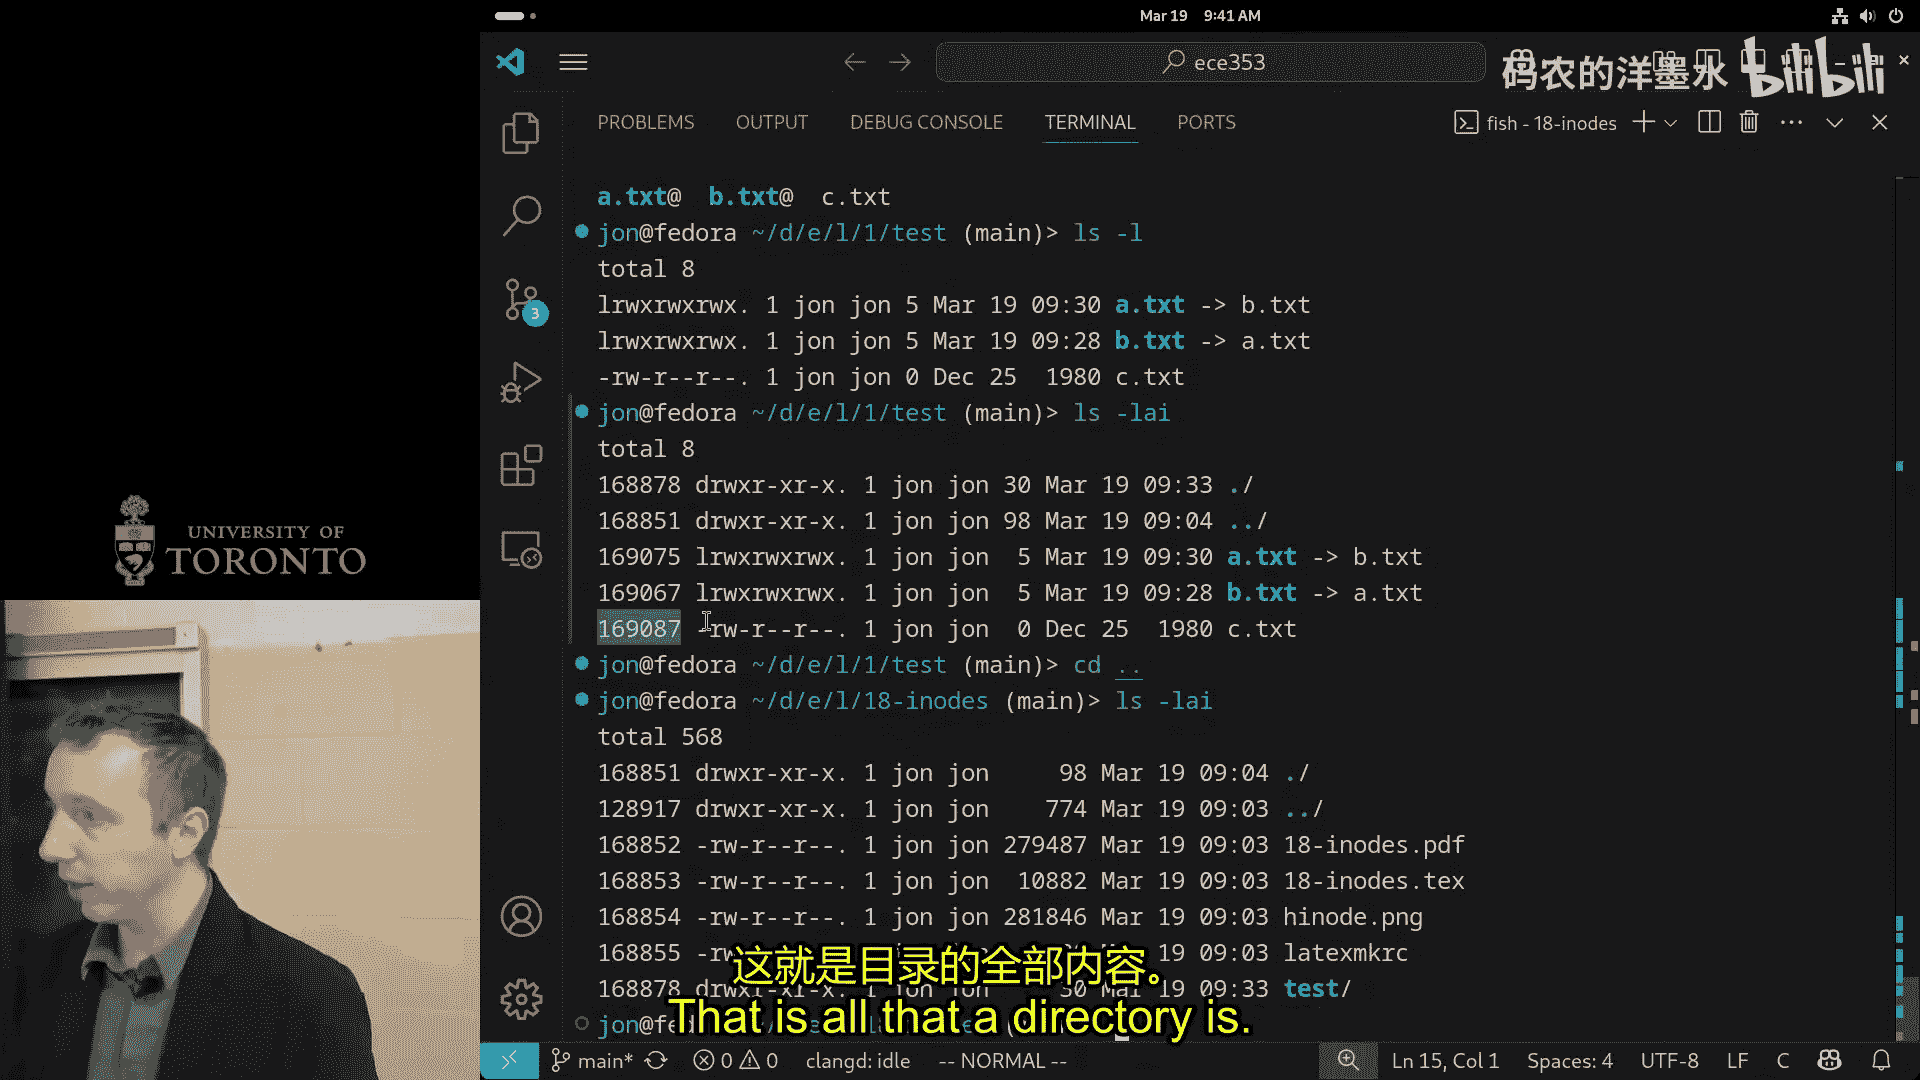 Mar 19 9:41 AM
ece353
码农的洋墨水 bilibili
PROBLEMS OUTPUT DEBUG CONSOLE TERMINAL PORTS
fish - 18-inodes
a.txt@ b.txt@ c.txt
jon@fedora ~/d/e/l/1/test (main)> ls -l
total 8
lrwxrwxrwx. 1 jon jon 5 Mar 19 09:30 a.txt -> b.txt
lrwxrwxrwx. 1 jon jon 5 Mar 19 09:28 b.txt -> a.txt
-rw-r--r--. 1 jon jon 0 Dec 25 1980 c.txt
jon@fedora ~/d/e/l/1/test (main)> ls -lai
total 8
168878 drwxr-xr-x. 1 jon jon 30 Mar 19 09:33 ./
168851 drwxr-xr-x. 1 jon jon 98 Mar 19 09:04 ../
169075 lrwxrwxrwx. 1 jon jon 5 Mar 19 09:30 a.txt -> b.txt
169067 lrwxrwxrwx. 1 jon jon 5 Mar 19 09:28 b.txt -> a.txt
169087 -rw-r--r--. 1 jon jon 0 Dec 25 1980 c.txt
jon@fedora ~/d/e/l/1/test (main)> cd ..
jon@fedora ~/d/e/l/18-inodes (main)> ls -lai
total 568
168851 drwxr-xr-x. 1 jon jon 98 Mar 19 09:04 ./
128917 drwxr-xr-x. 1 jon jon 774 Mar 19 09:03 ../
168852 -rw-r--r--. 1 jon jon 279487 Mar 19 09:03 18-inodes.pdf
168853 -rw-r--r--. 1 jon jon 10882 Mar 19 09:03 18-inodes.tex
168854 -rw-r--r--. 1 jon jon 281846 Mar 19 09:03 hinode.png
168855 Mar 19 09:03 latexmkrc
168878 drwxr-xr-x. 1 jon jon 30 Mar 19 09:33 test/
这就是目录的全部内容。
That is all that a directory is.
3
UNIVERSITY OF
TORONTO
main* 0 0 clangd: idle -- NORMAL -- Ln 15, Col 1 Spaces: 4 UTF-8 LF C